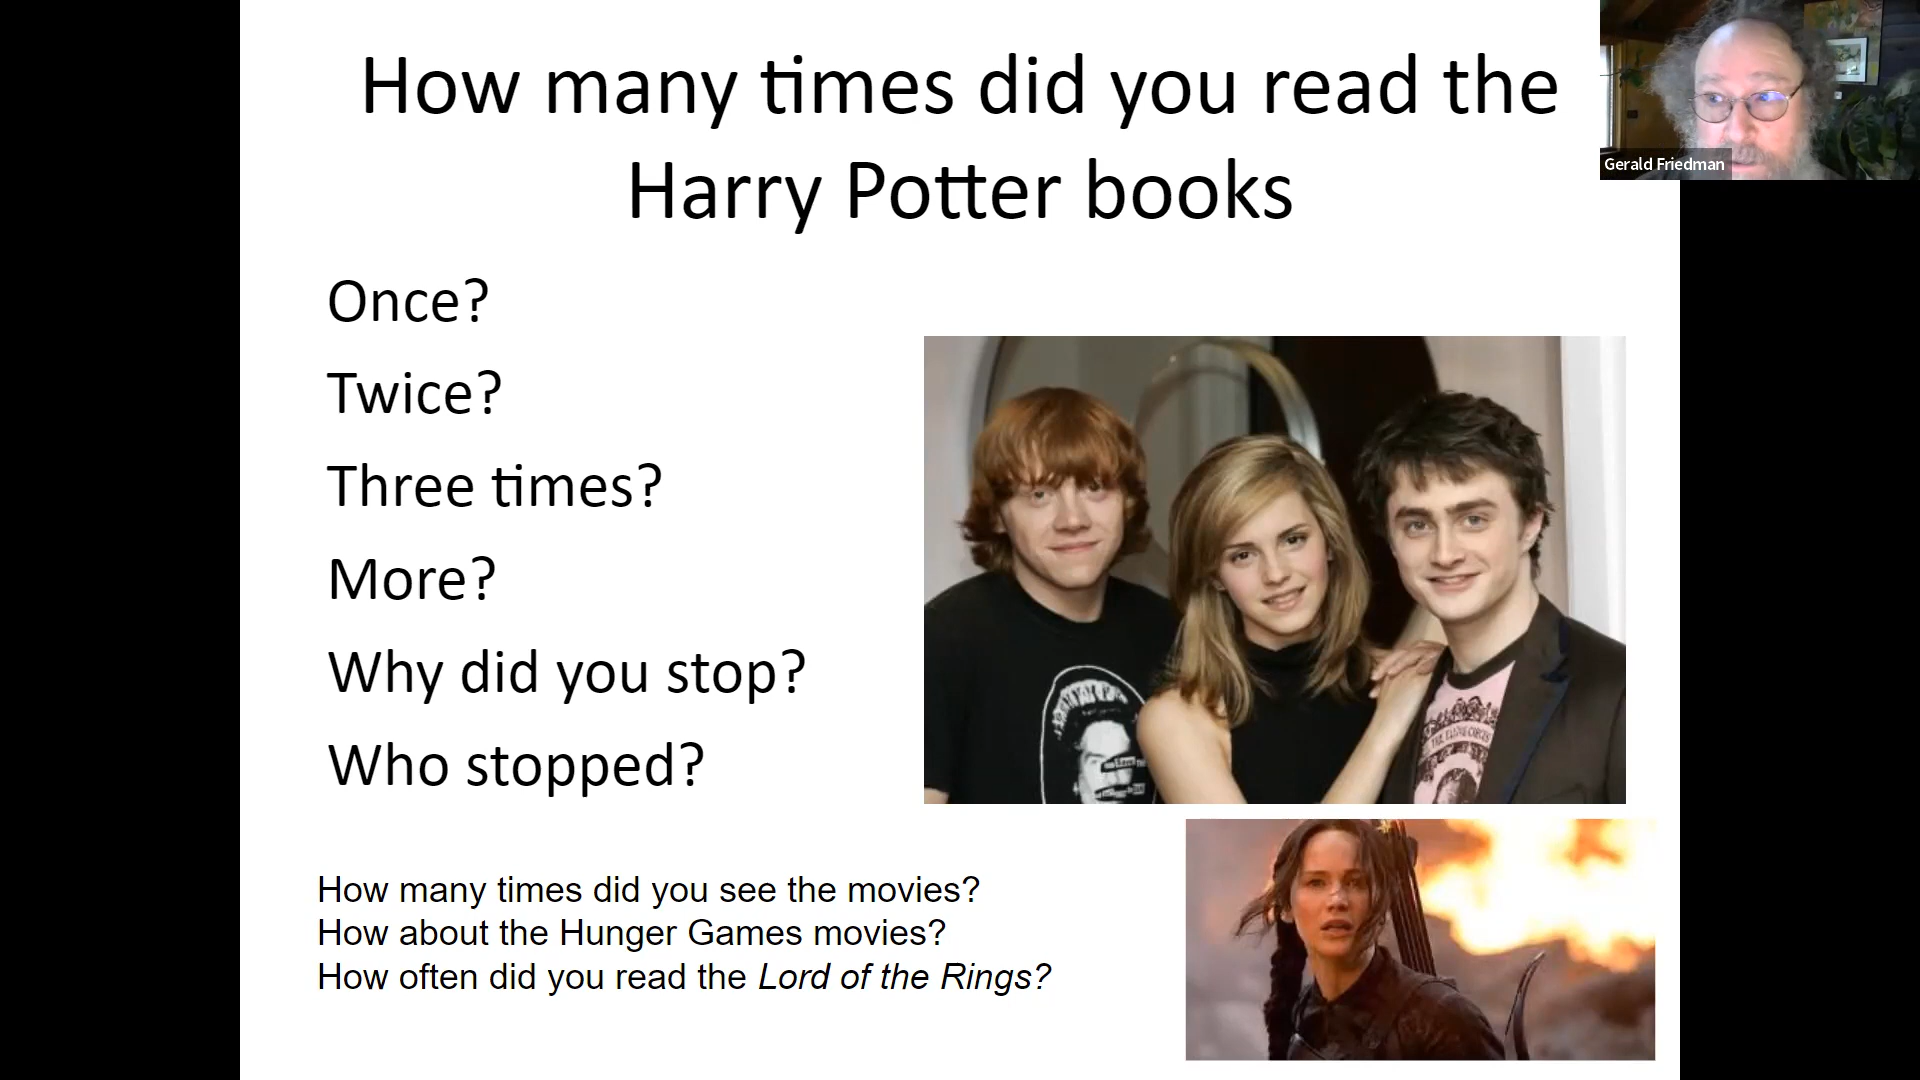 How many times did you read the
Harry Potter books
Gerald Friedman
Once?
Twice?
Three times?
More?
Why did you stop?
Who stopped?
How many times did you see the movies?
How about the Hunger Games movies?
How often did you read the Lord of the Rings?